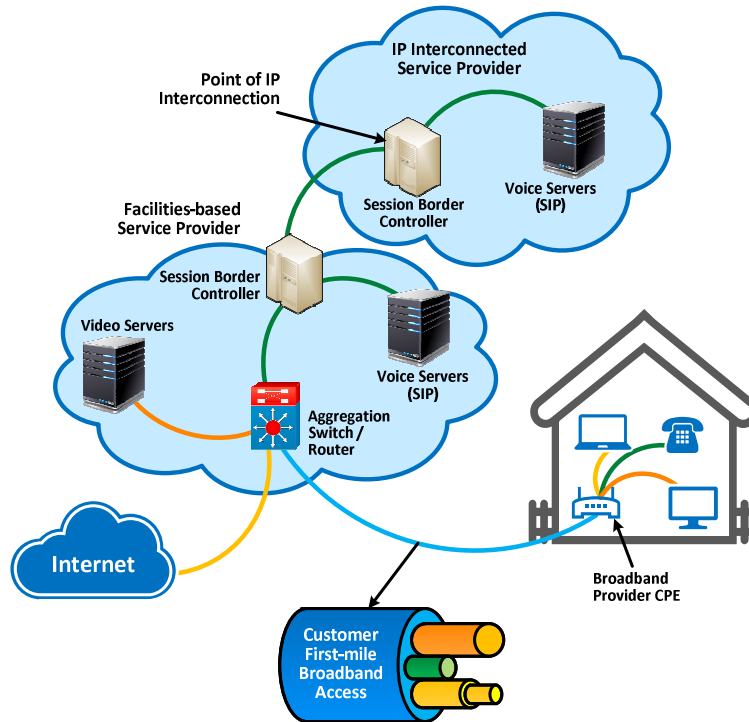 IP Interconnected
Service Provider
Point of IP
Interconnection
Session Border
Controller
Voice Servers
(SIP)
Facilities-based
Service Provider
Session Border
Controller
Video Servers
Voice Servers
(SIP)
Aggregation
Switch /
Router
Internet
Broadband
Provider CPE
Customer
First-mile
Broadband
Access